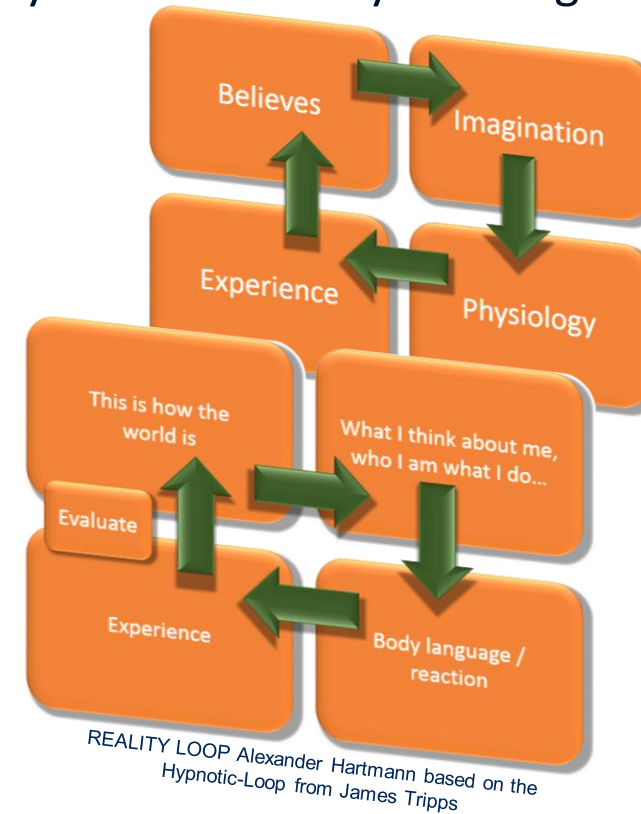 Believes
Imagination
Experience
Physiology
This is how the
world is
What I think about me,
who I am what I do...
Evaluate
Experience
Body language /
reaction
REALITY LOOP Alexander Hartmann based on the
Hypnotic-Loop from James Tripps